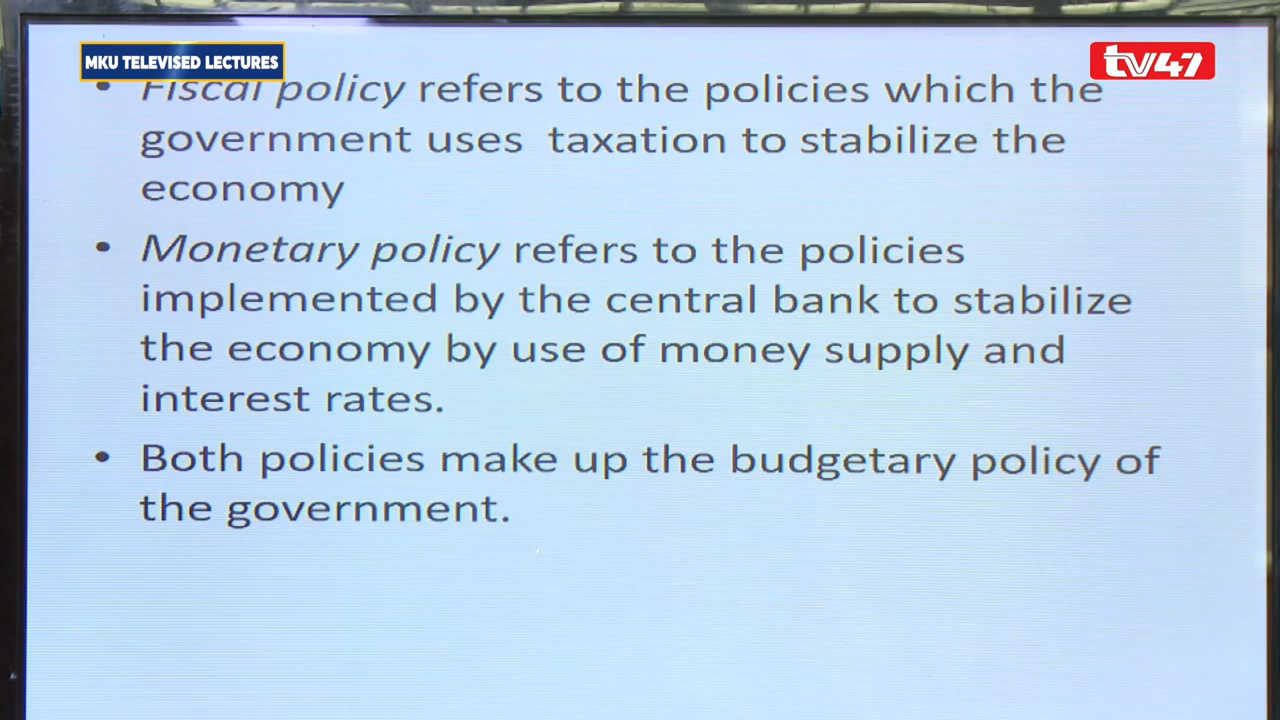 MKU TELEVISED LECTURES
tv47
• Fiscal policy refers to the policies which the
government uses taxation to stabilize the
economy
• Monetary policy refers to the policies
implemented by the central bank to stabilize
the economy by use of money supply and
interest rates.
• Both policies make up the budgetary policy of
the government.